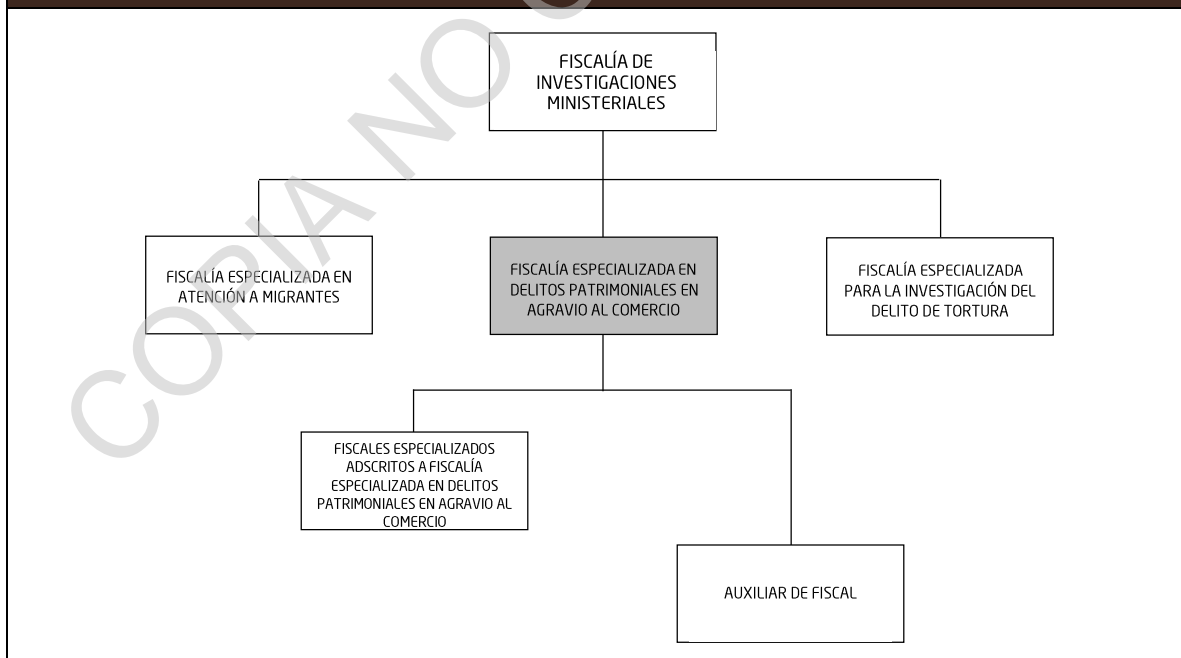 FISCALÍA DE
INVESTIGACIONES
MINISTERIALES
FISCALÍA ESPECIALIZADA EN
ATENCIÓN A MIGRANTES
FISCALÍA ESPECIALIZADA EN
DELITOS PATRIMONIALES EN
AGRAVIO AL COMERCIO
FISCALÍA ESPECIALIZADA
PARA LA INVESTIGACIÓN DEL
DELITO DE TORTURA
FISCALES ESPECIALIZADOS
ADSCRITOS A FISCALÍA
ESPECIALIZADA EN DELITOS
PATRIMONIALES EN AGRAVIO AL
COMERCIO
AUXILIAR DE FISCAL
COPIA NO